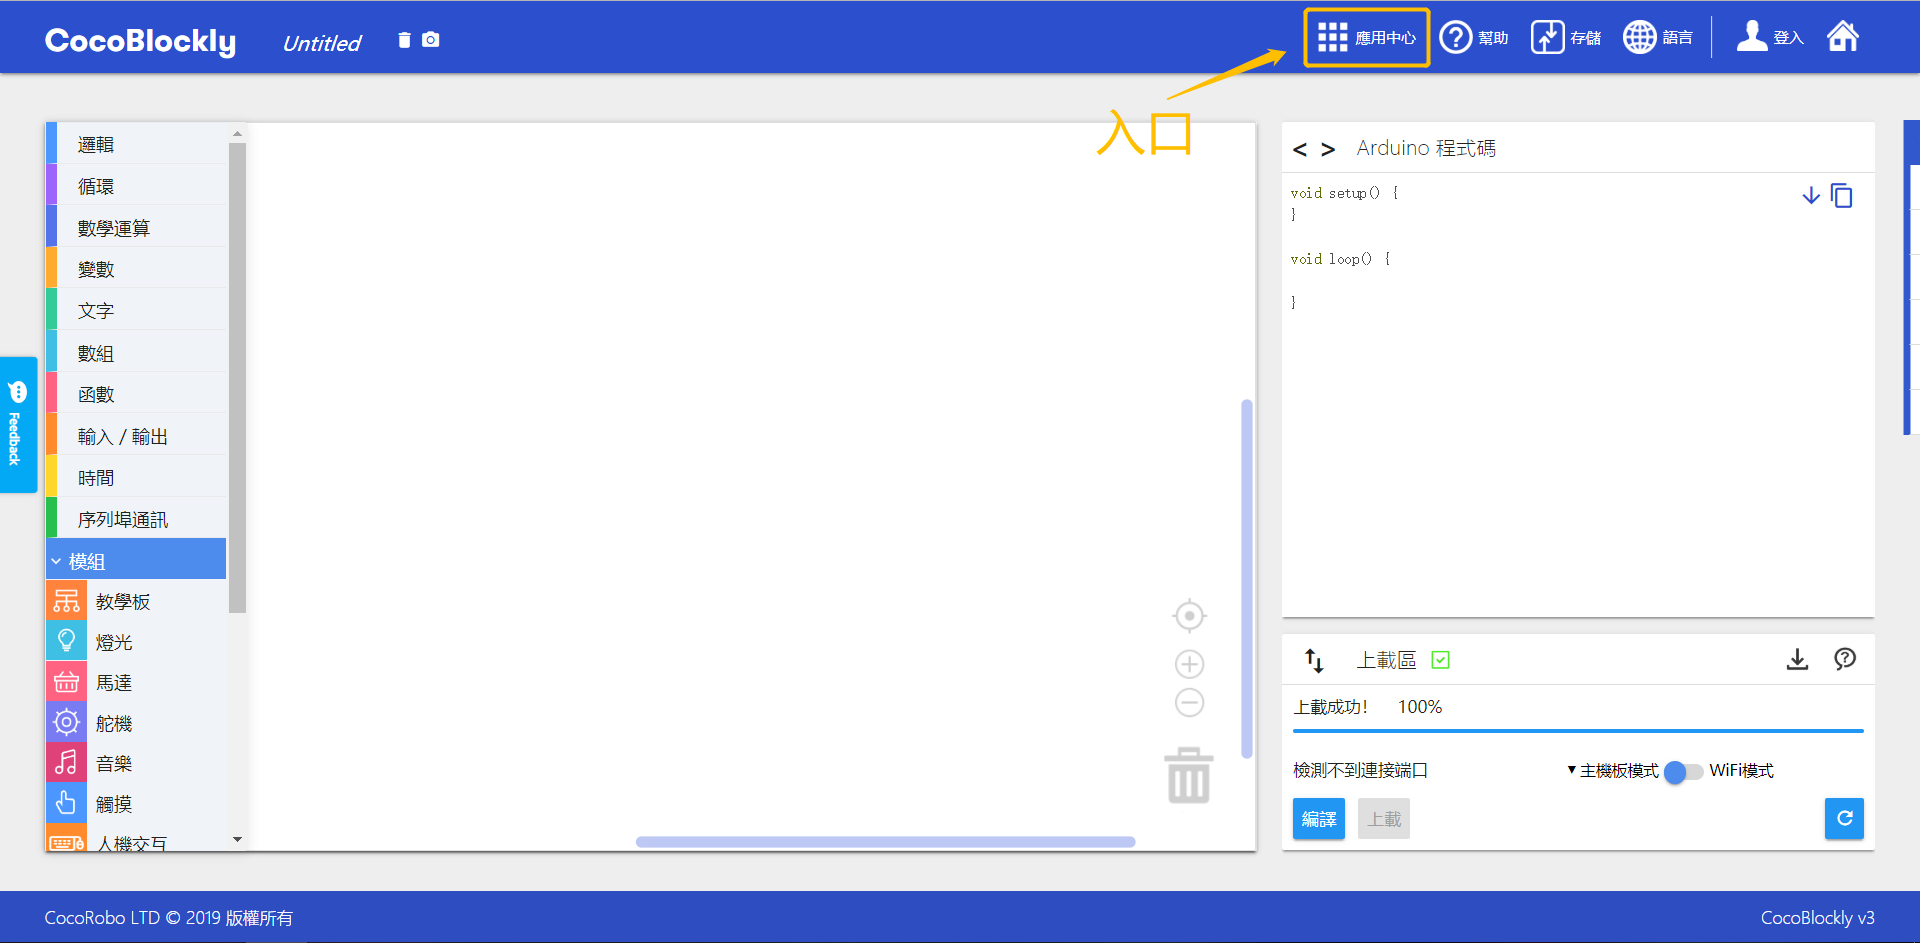 CocoBlockly
Untitled
應用中心
幫助
存儲
語言
登入
入口
邏輯
循環
數學運算
變數
文字
數組
函數
輸入 / 輸出
時間
序列埠通訊
模組
教學板
燈光
馬達
舵機
音樂
觸摸
人機交互
Feedback
< > Arduino 程式碼
void setup() {
}
void loop() {
}
上載區
上載成功! 100%
檢測不到連接端口
▼主機板模式
WiFi模式
編譯
上載
CocoRobo LTD © 2019 版權所有
CocoBlockly v3